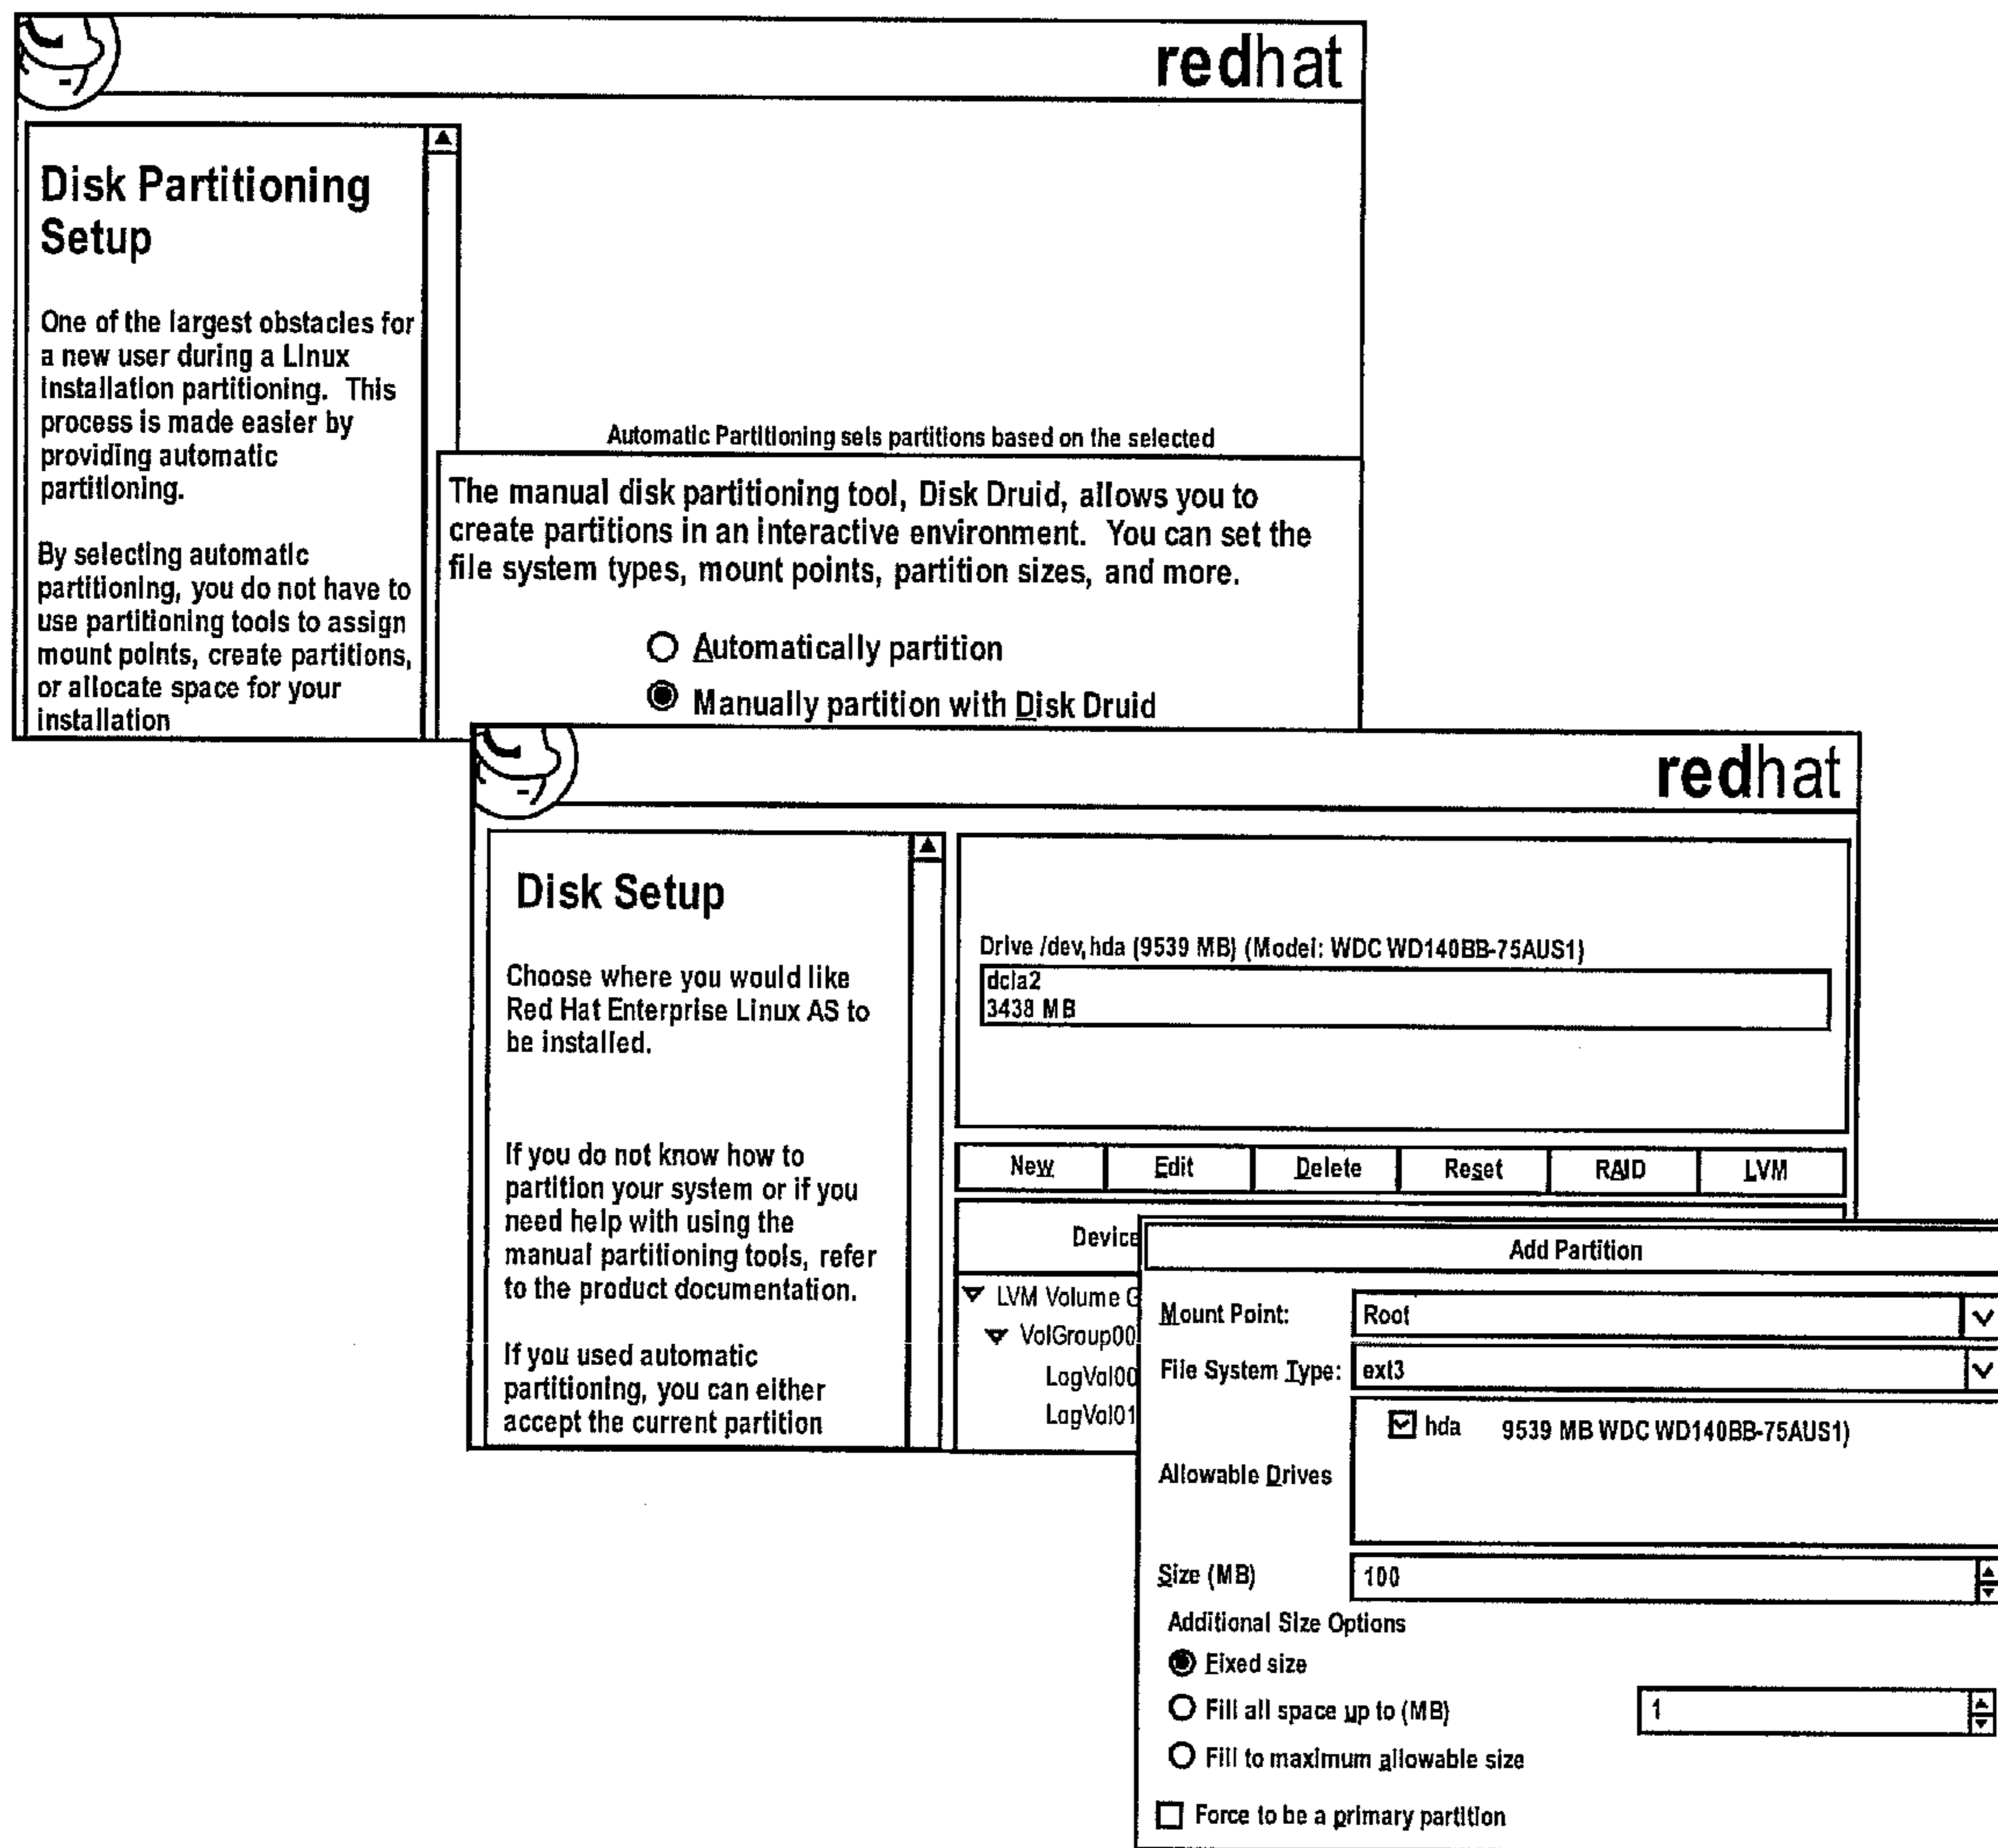 redhat
Disk Partitioning
Setup
One of the largest obstacles for
a new user during a LInux
installation partitioning. This
process is made easier by
providing automatic
partitioning.
By selecting automatic
partitioning, you do not have to
use partitioning tools to assign
mount points, create partitions,
or allocate space for your
installation
Automatic Partitioning sets partitions based on the selected
The manual disk partitioning tool, Disk Druid, allows you to
create partitions in an interactive environment. You can set the
file system types, mount points, partition sizes, and more.
Automatically partition
Manually partition with Disk Druid
redhat
Disk Setup
Choose where you would like
Red Hat Enterprise Linux AS to
be installed.
If you do not know how to
partition your system or if you
need help with using the
manual partitioning tools, refer
to the product documentation.
If you used automatic
partitioning, you can either
accept the current partition
Drive /dev,hda (9539 MB) (Model: WDC WD140BB-75AUS1)
dcla2
3438 MB
New Edit Delete Reset RAID LVM
Device
LVM Volume G
VolGroup00
LogVol00
LogVol01
Add Partition
Mount Point: Root
File System Type: ext3
hda 9539 MB WDC WD140BB-75AUS1)
Allowable Drives
Size (MB) 100
Additional Size Options
Fixed size
Fill all space up to (MB) 1
Fill to maximum allowable size
Force to be a primary partition